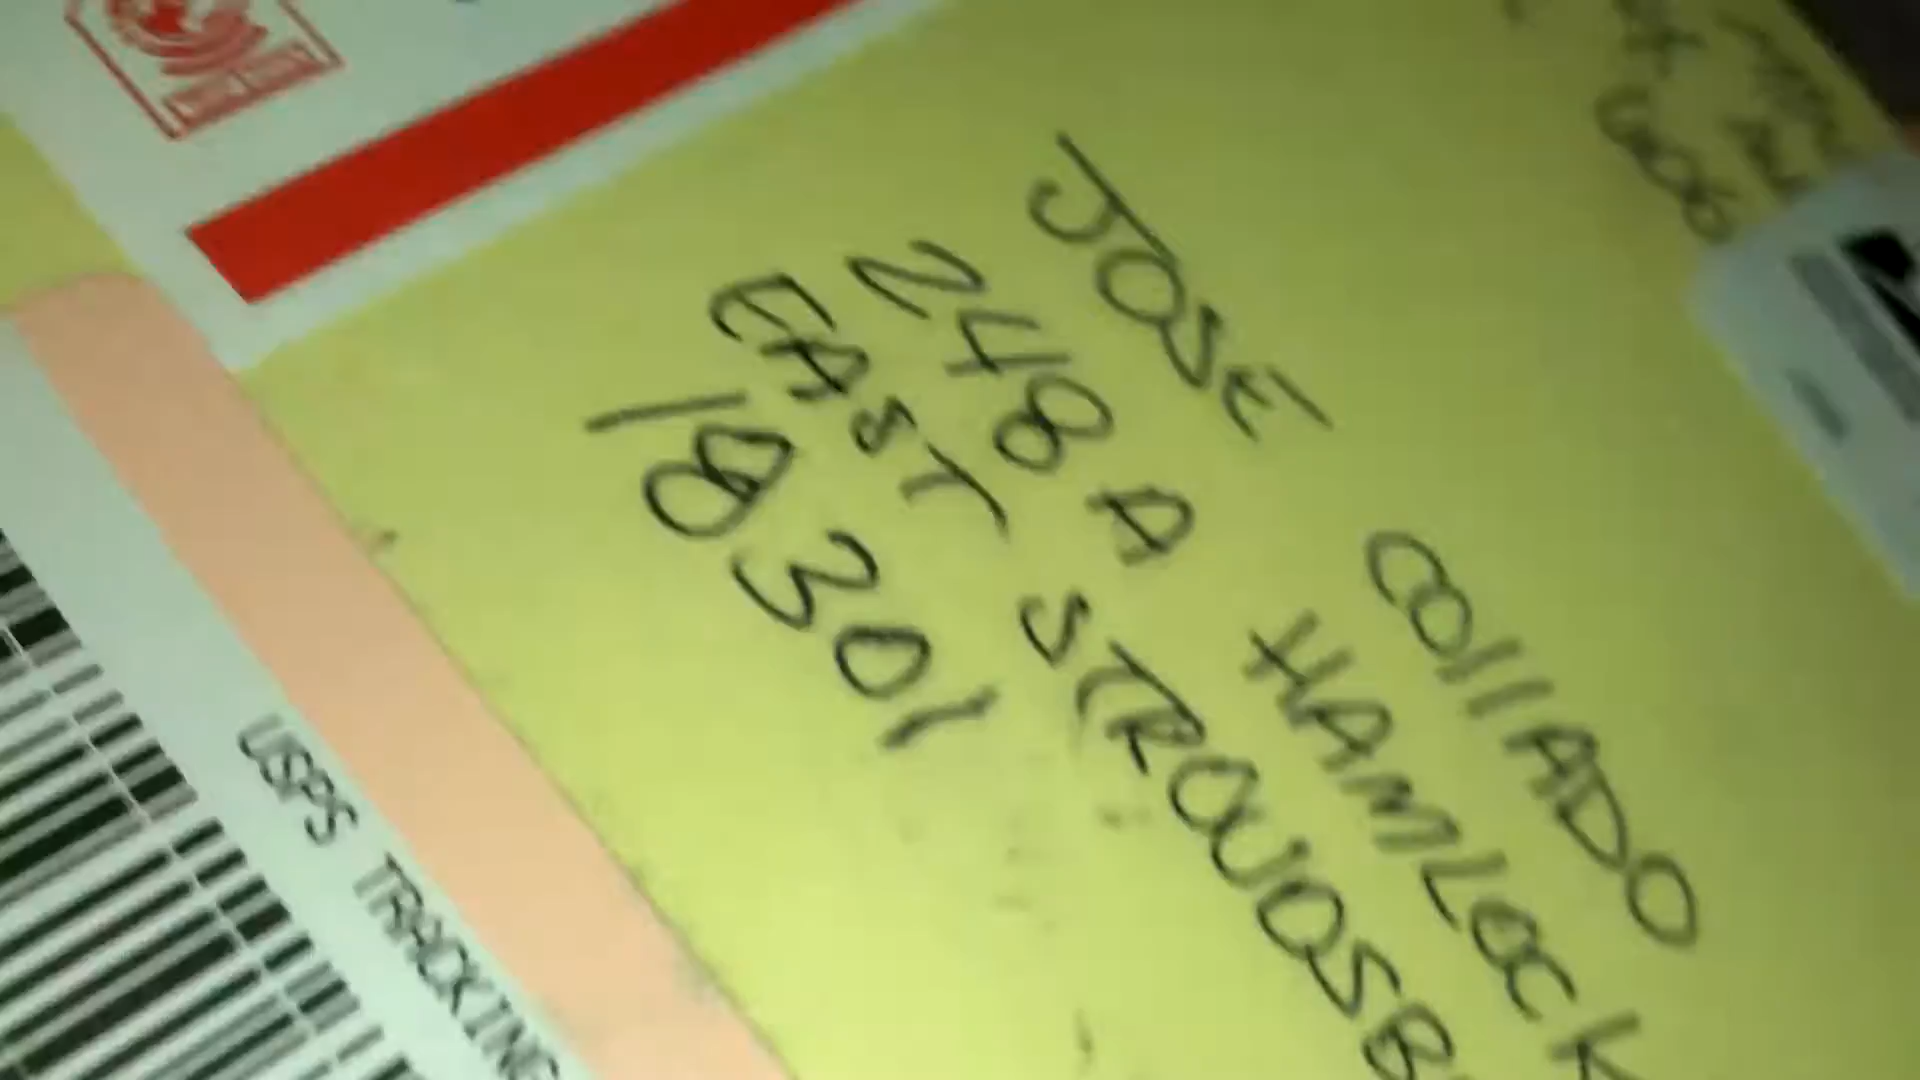 JOSE COllADO
248 A HAMLOCK
EAST STROUDSB
18301
USPS TRACKING